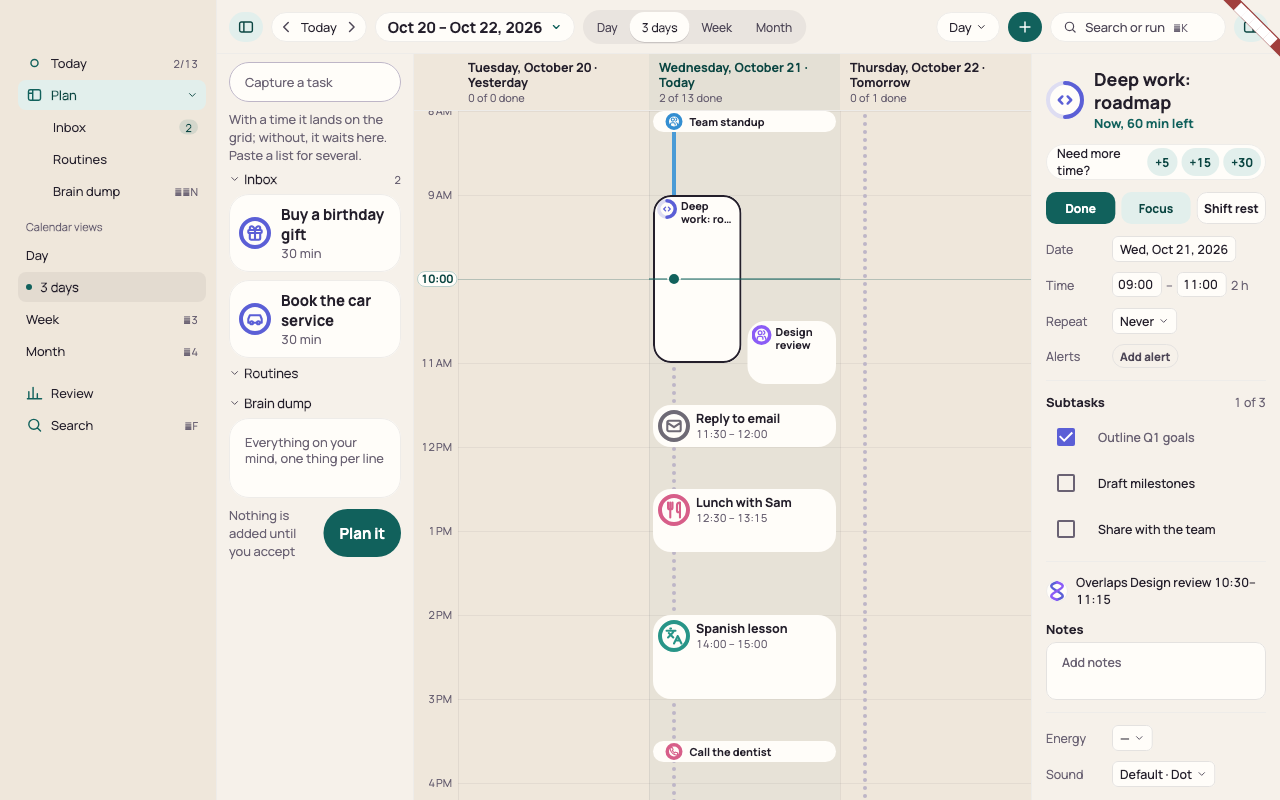 Today 2/13
Plan
Inbox 2
Routines
Brain dump N
Calendar views
Day
3 days
Week 3
Month 4
Review
Search F
Today
Oct 20 – Oct 22, 2026
Day 3 days Week Month
Day
Search or run K
Capture a task
With a time it lands on the
grid; without, it waits here.
Paste a list for several.
Inbox 2
Buy a birthday
gift
30 min
Book the car
service
30 min
Routines
Brain dump
Everything on your
mind, one thing per line
Nothing is
added until
you accept
Plan it
Tuesday, October 20 ·
Yesterday
0 of 0 done
Wednesday, October 21 ·
Today
2 of 13 done
Thursday, October 22 ·
Tomorrow
0 of 1 done
8 AM
9 AM
10:00
11 AM
12 PM
1 PM
2 PM
3 PM
4 PM
Team standup
Deep
work: ro…
Design
review
Reply to email
11:30 – 12:00
Lunch with Sam
12:30 – 13:15
Spanish lesson
14:00 – 15:00
Call the dentist
Deep work:
roadmap
Now, 60 min left
Need more
time?
+5 +15 +30
Done Focus Shift rest
Date Wed, Oct 21, 2026
Time 09:00 – 11:00 2 h
Repeat Never
Alerts Add alert
Subtasks 1 of 3
Outline Q1 goals
Draft milestones
Share with the team
Overlaps Design review 10:30–
11:15
Notes
Add notes
Energy —
Sound Default · Dot